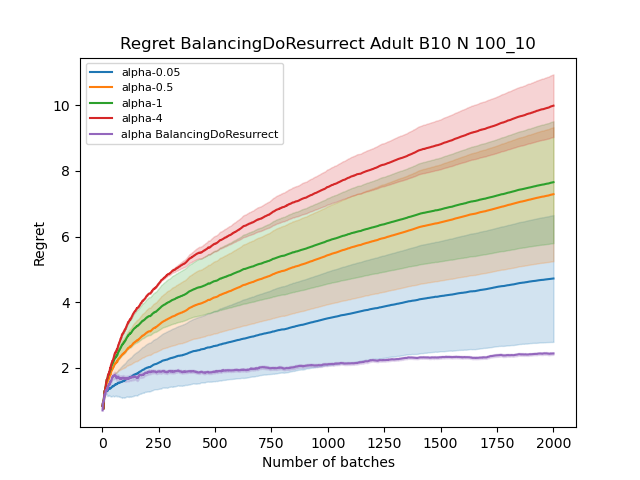 Regret BalancingDoResurrect Adult B10 N 100_10
alpha-0.05
alpha-0.5
alpha-1
alpha-4
alpha BalancingDoResurrect
Regret
10
8
6
4
2
0 250 500 750 1000 1250 1500 1750 2000
Number of batches